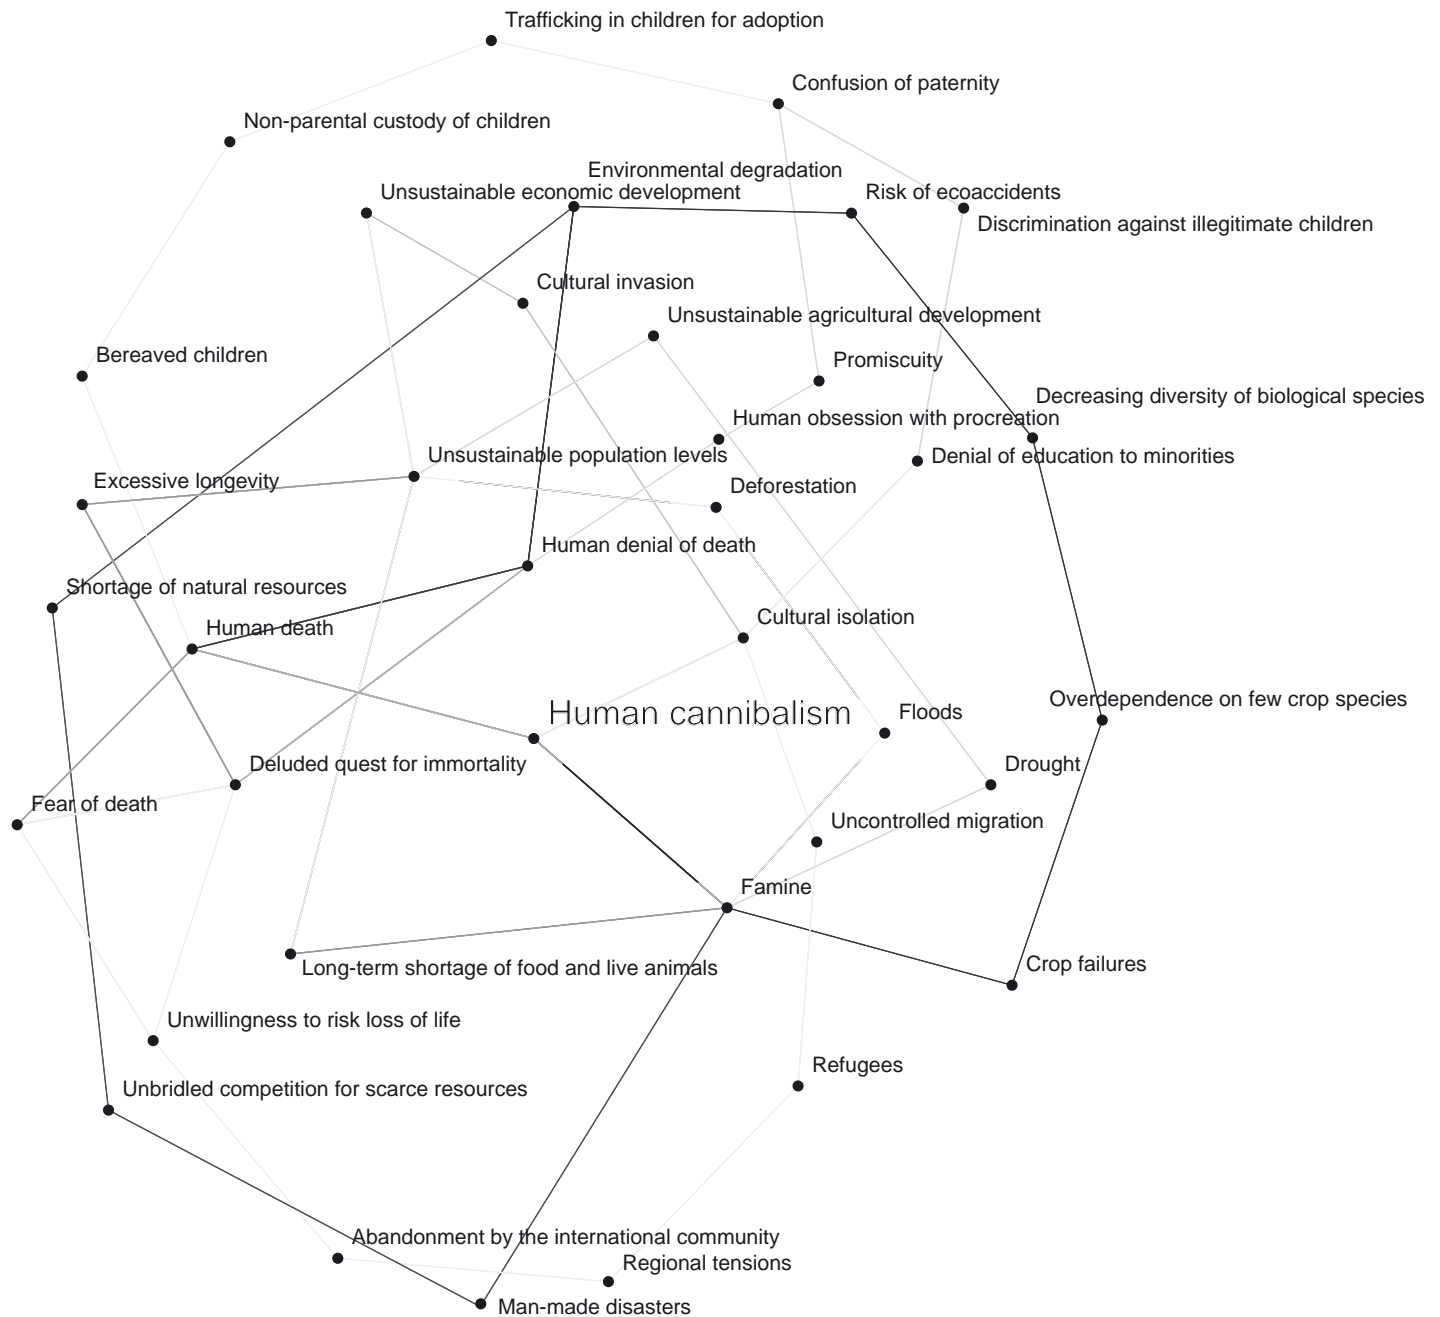 Trafficking in children for adoption
Confusion of paternity
Non-parental custody of children
Environmental degradation
Unsustainable economic development
Risk of ecoaccidents
Discrimination against illegitimate children
Cultural invasion
Unsustainable agricultural development
Bereaved children
Promiscuity
Decreasing diversity of biological species
Human obsession with procreation
Unsustainable population levels
Denial of education to minorities
Excessive longevity
Deforestation
Human denial of death
Shortage of natural resources
Cultural isolation
Human death
Overdependence on few crop species
Human cannibalism
Floods
Deluded quest for immortality
Drought
Fear of death
Uncontrolled migration
Famine
Crop failures
Long-term shortage of food and live animals
Unwillingness to risk loss of life
Refugees
Unbridled competition for scarce resources
Abandonment by the international community
Regional tensions
Man-made disasters